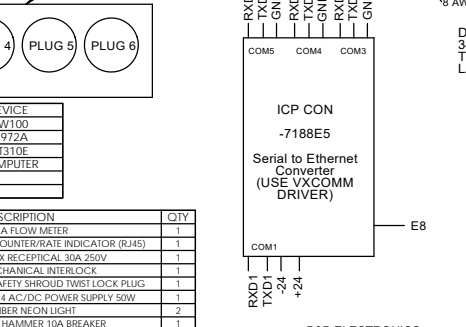 4
PLUG 5
PLUG 6
RXD
TXD
GND
RXD
TXD
GND
RXD
TXD
GN
8 AW
COM5
COM4
COM3
ICP CON
-7188E5
Serial to Ethernet
Converter
(USE VXCOMM
DRIVER)
E8
COM1
RXD1
TXD1
-24
+24
EVICE
W100
972A
T310E
MPUTER
SCRIPTION
QTY
A FLOW METER
1
OUNTER/RATE INDICATOR (RJ45)
1
X RECEPTICAL 30A 250V
1
CHANICAL INTERLOCK
1
AFETY SHROUD TWIST LOCK PLUG
1
4 AC/DC POWER SUPPLY 50W
1
BER NEON LIGHT
2
HAMMER 10A BREAKER
1